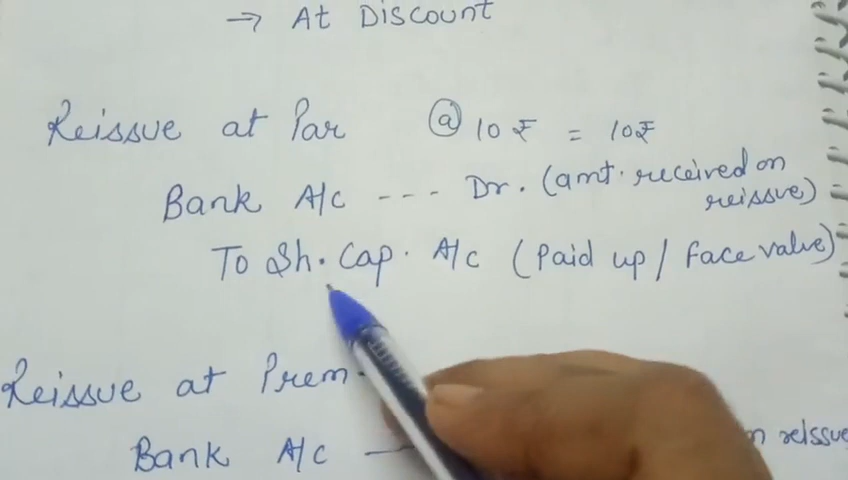 → At Discount
Reissue at Par @ 10 ₹ = 10₹
Bank A/c --- Dr. (amt. received on
reissue)
To Sh. Cap. A/c (Paid up / Face value)
Reissue at Prem
Bank A/c — reissue